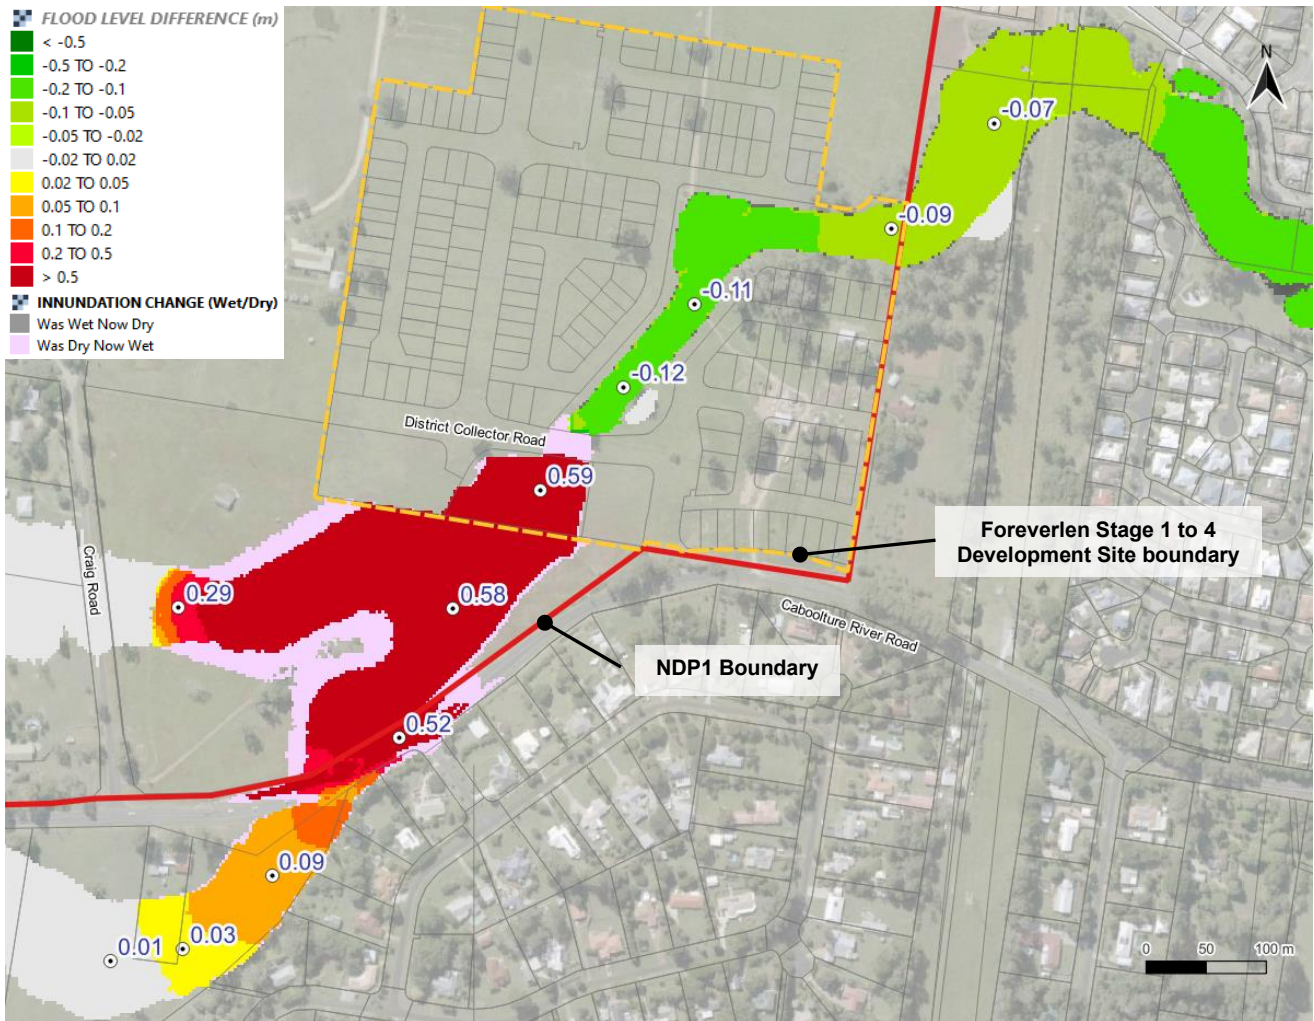 FLOOD LEVEL DIFFERENCE (m)
< -0.5
-0.5 TO -0.2
-0.2 TO -0.1
-0.1 TO -0.05
-0.05 TO -0.02
-0.02 TO 0.02
0.02 TO 0.05
0.05 TO 0.1
0.1 TO 0.2
0.2 TO 0.5
> 0.5
INNUNDATION CHANGE (Wet/Dry)
Was Wet Now Dry
Was Dry Now Wet
N
-0.07
-0.09
-0.11
-0.12
District Collector Road
0.59
Foreverlen Stage 1 to 4
Development Site boundary
Craig Road
0.29
0.58
Caboolture River Road
NDP1 Boundary
0.52
0.09
0.03
0.01
0 50 100 m